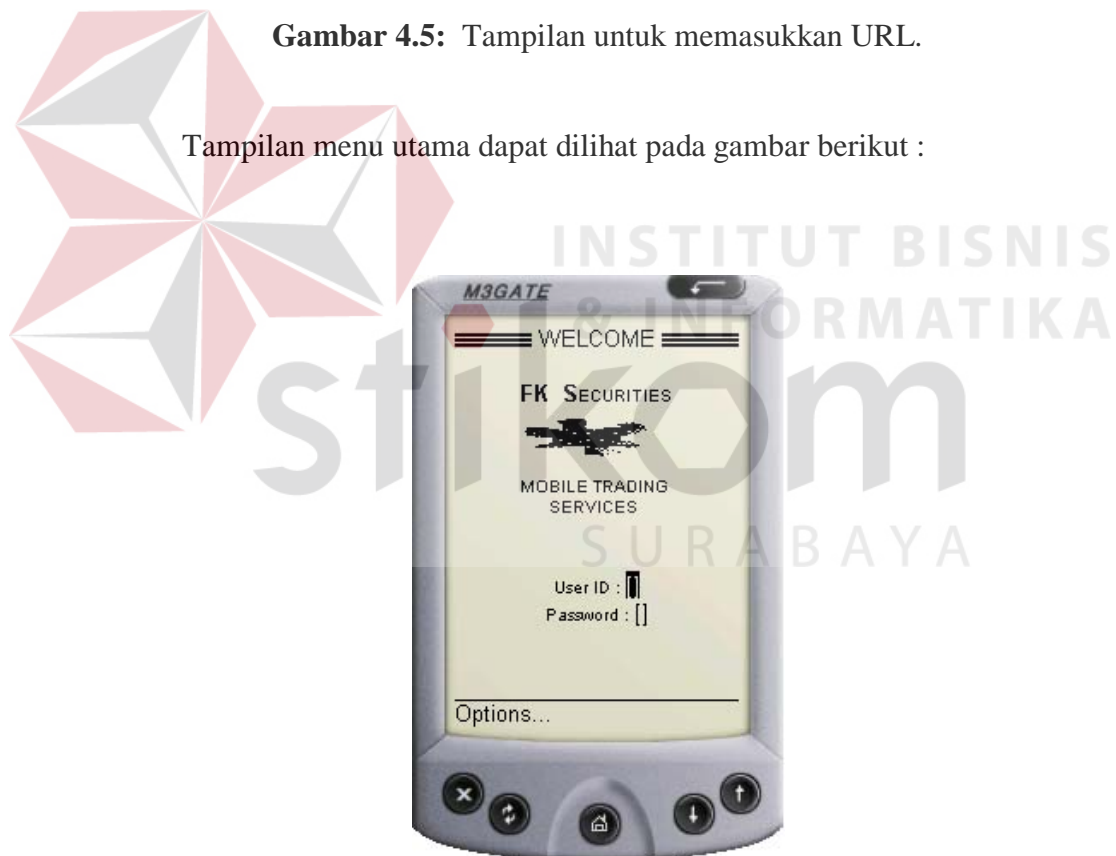 Gambar 4.5: Tampilan untuk memasukkan URL.
Tampilan menu utama dapat dilihat pada gambar berikut :
INSTITUT BISNIS
& INFORMATIKA
stikom
SURABAYA
M3GATE
WELCOME
FK SECURITIES
MOBILE TRADING
SERVICES
User ID : []
Password : []
Options...